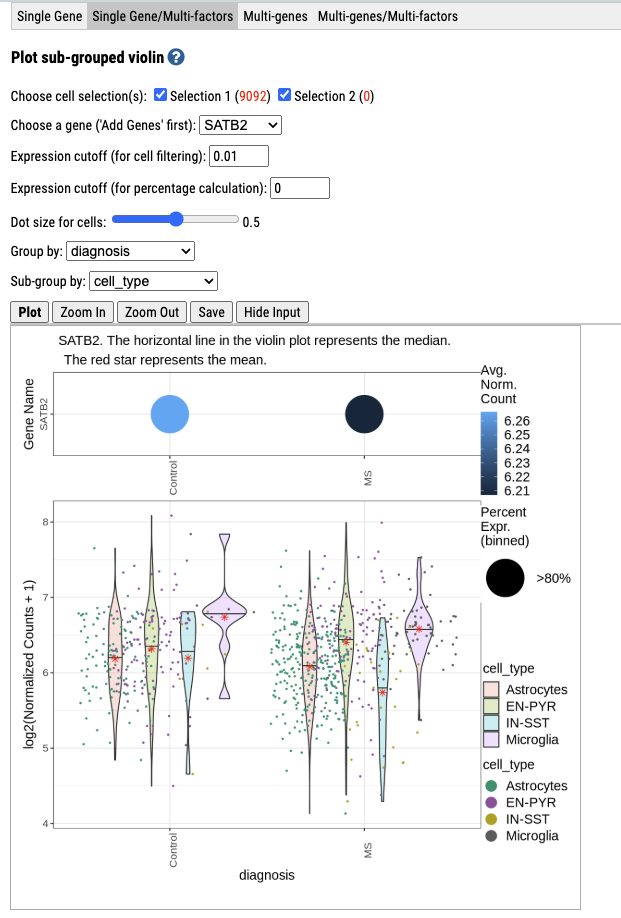 Single Gene Single Gene/Multi-factors Multi-genes Multi-genes/Multi-factors
Plot sub-grouped violin ?
Choose cell selection(s): Selection 1 (9092) Selection 2 (0)
Choose a gene ('Add Genes' first): SATB2
Expression cutoff (for cell filtering): 0.01
Expression cutoff (for percentage calculation): 0
Dot size for cells: 0.5
Group by: diagnosis
Sub-group by: cell_type
Plot Zoom In Zoom Out Save Hide Input
SATB2. The horizontal line in the violin plot represents the median.
The red star represents the mean.
Gene Name
SATB2
Control
MS
Avg.
Norm.
Count
6.26
6.25
6.24
6.23
6.22
6.21
Percent
Expr.
(binned)
>80%
log2(Normalized Counts + 1)
8
7
6
5
4
Control
MS
diagnosis
cell_type
Astrocytes
EN-PYR
IN-SST
Microglia
cell_type
Astrocytes
EN-PYR
IN-SST
Microglia